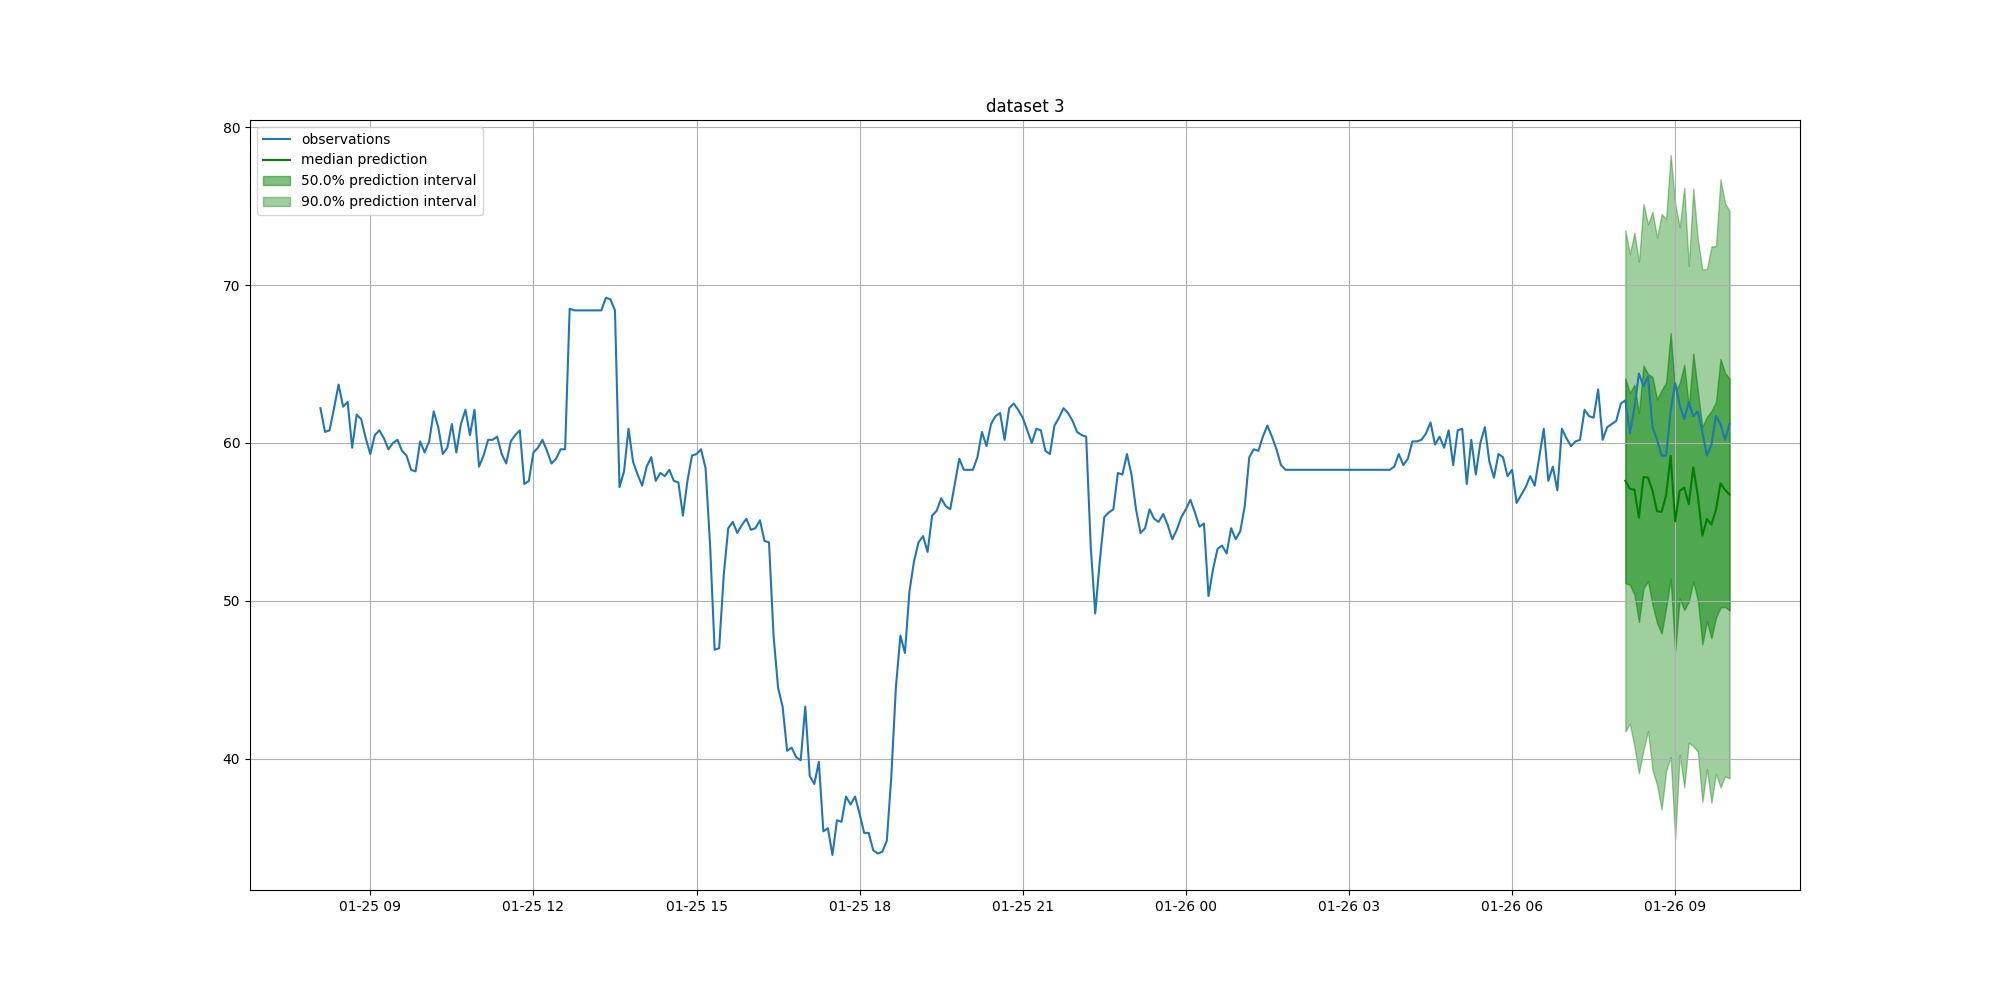 dataset 3
80
70
60
50
40
observations
median prediction
50.0% prediction interval
90.0% prediction interval
01-25 09
01-25 12
01-25 15
01-25 18
01-25 21
01-26 00
01-26 03
01-26 06
01-26 09